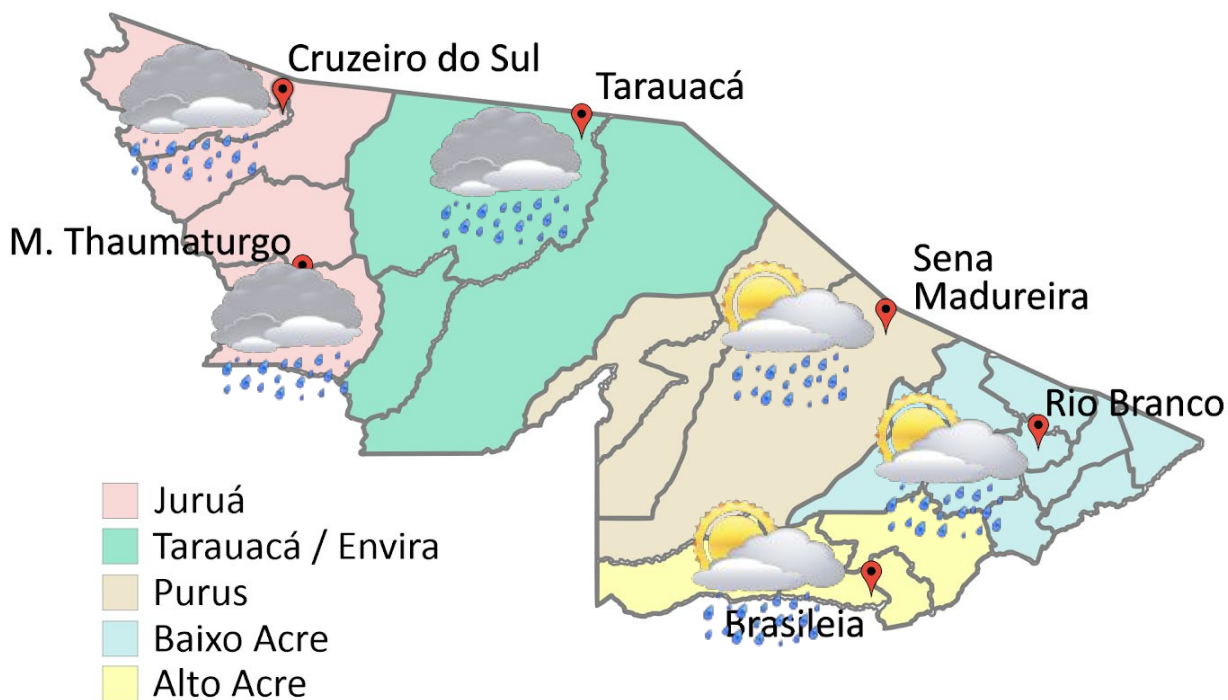 Cruzeiro do Sul
Tarauacá
M. Thaumaturgo
Sena
Madureira
Rio Branco
Brasileia
Juruá
Tarauacá / Envira
Purus
Baixo Acre
Alto Acre